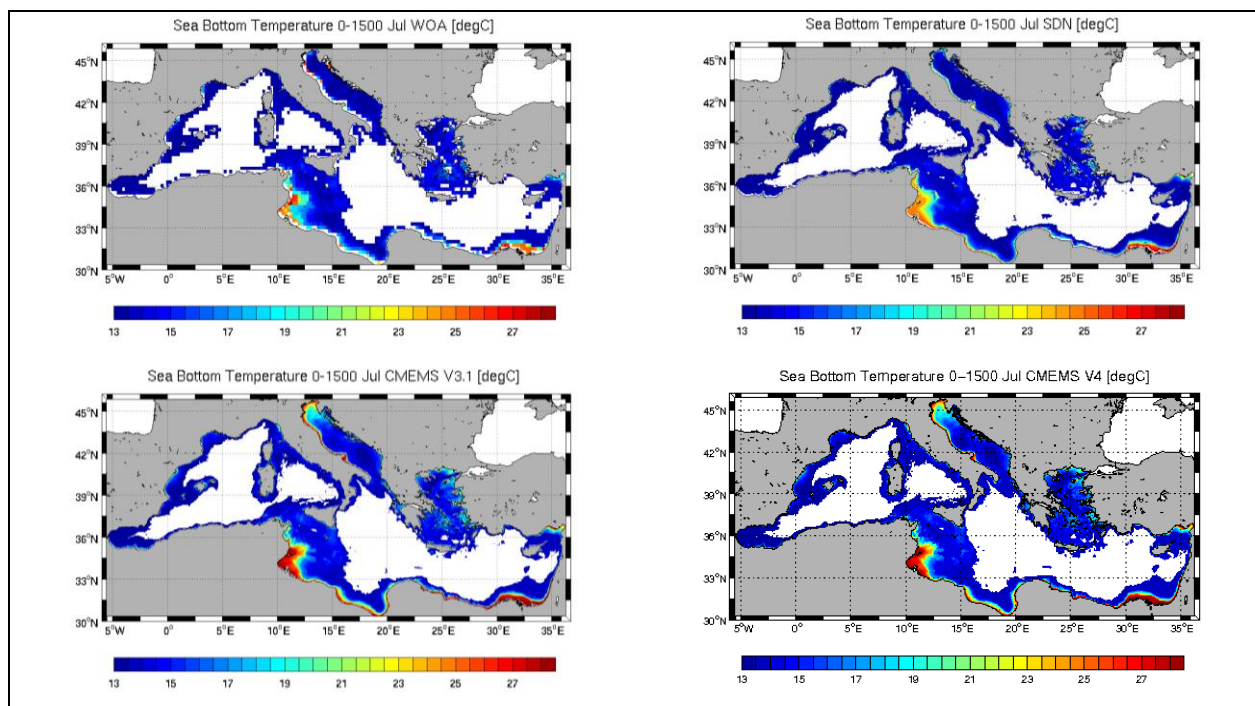 Sea Bottom Temperature 0-1500 Jul WOA [degC]
45°N
42°N
39°N
36°N
33°N
30°N
5°W 0° 5°E 10°E 15°E 20°E 25°E 30°E 35°E
13 15 17 19 21 23 25 27
Sea Bottom Temperature 0-1500 Jul SDN [degC]
45°N
42°N
39°N
36°N
33°N
30°N
5°W 0° 5°E 10°E 15°E 20°E 25°E 30°E 35°E
13 15 17 19 21 23 25 27
Sea Bottom Temperature 0-1500 Jul CMEMS V3.1 [degC]
45°N
42°N
39°N
36°N
33°N
30°N
5°W 0° 5°E 10°E 15°E 20°E 25°E 30°E 35°E
13 15 17 19 21 23 25 27
Sea Bottom Temperature 0–1500 Jul CMEMS V4 [degC]
45°N
42°N
39°N
36°N
33°N
30°N
5°W 0° 5°E 10°E 15°E 20°E 25°E 30°E 35°E
13 15 17 19 21 23 25 27